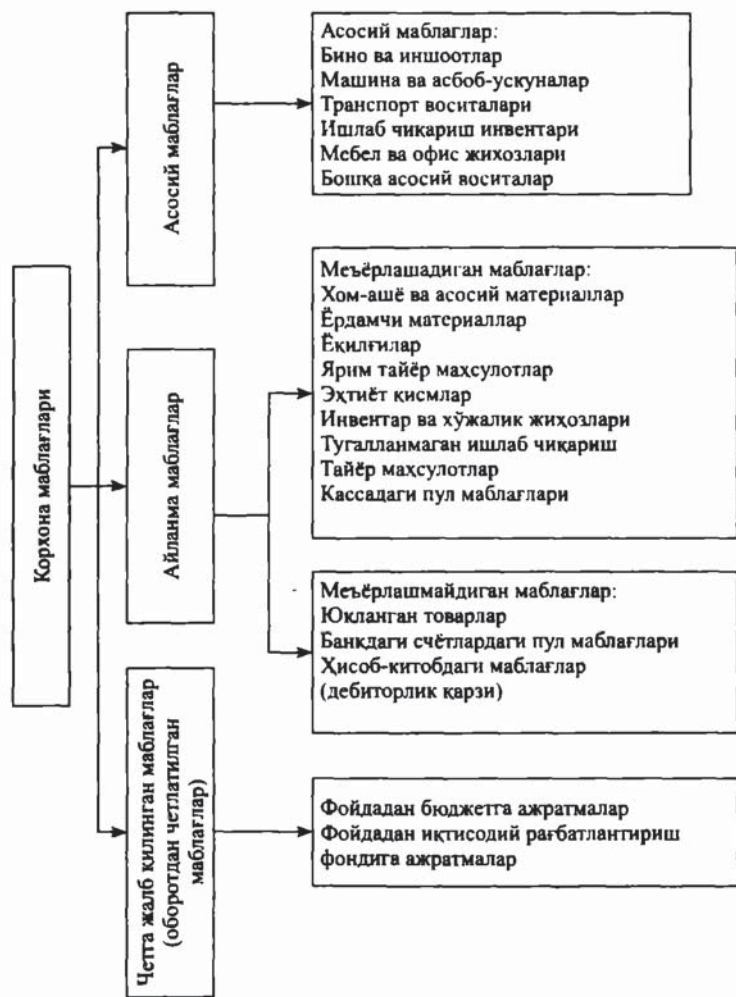 Корхона маблағлари
Асосий маблағлар
Асосий маблаглар:
Бино ва иншоотлар
Машина ва асбоб-ускуналар
Транспорт воситалари
Ишлаб чиқариш инвентари
Мебел ва офис жихозлари
Бошқа асосий воситалар
Айланма маблағлар
Меъёрлашадиган маблағлар:
Хом-ашё ва асосий материаллар
Ёрдамчи материаллар
Ёқилғилар
Ярим тайёр маҳсулотлар
Эҳтиёт қисмлар
Инвентар ва хўжалик жиҳозлари
Тугалланмаган ишлаб чиқариш
Тайёр маҳсулотлар
Кассадаги пул маблағлари
Меъёрлашмайдиган маблағлар:
Юкланган товарлар
Банкдаги счётлардаги пул маблағлари
Ҳисоб-китобдаги маблағлар
(дебиторлик қарзи)
Четга жалб қилинган маблағлар
(оборотдан четлатилган
маблағлар)
Фойдадан бюджетга ажратмалар
Фойдадан иқтисодий рағбатлантириш
фондига ажратмалар